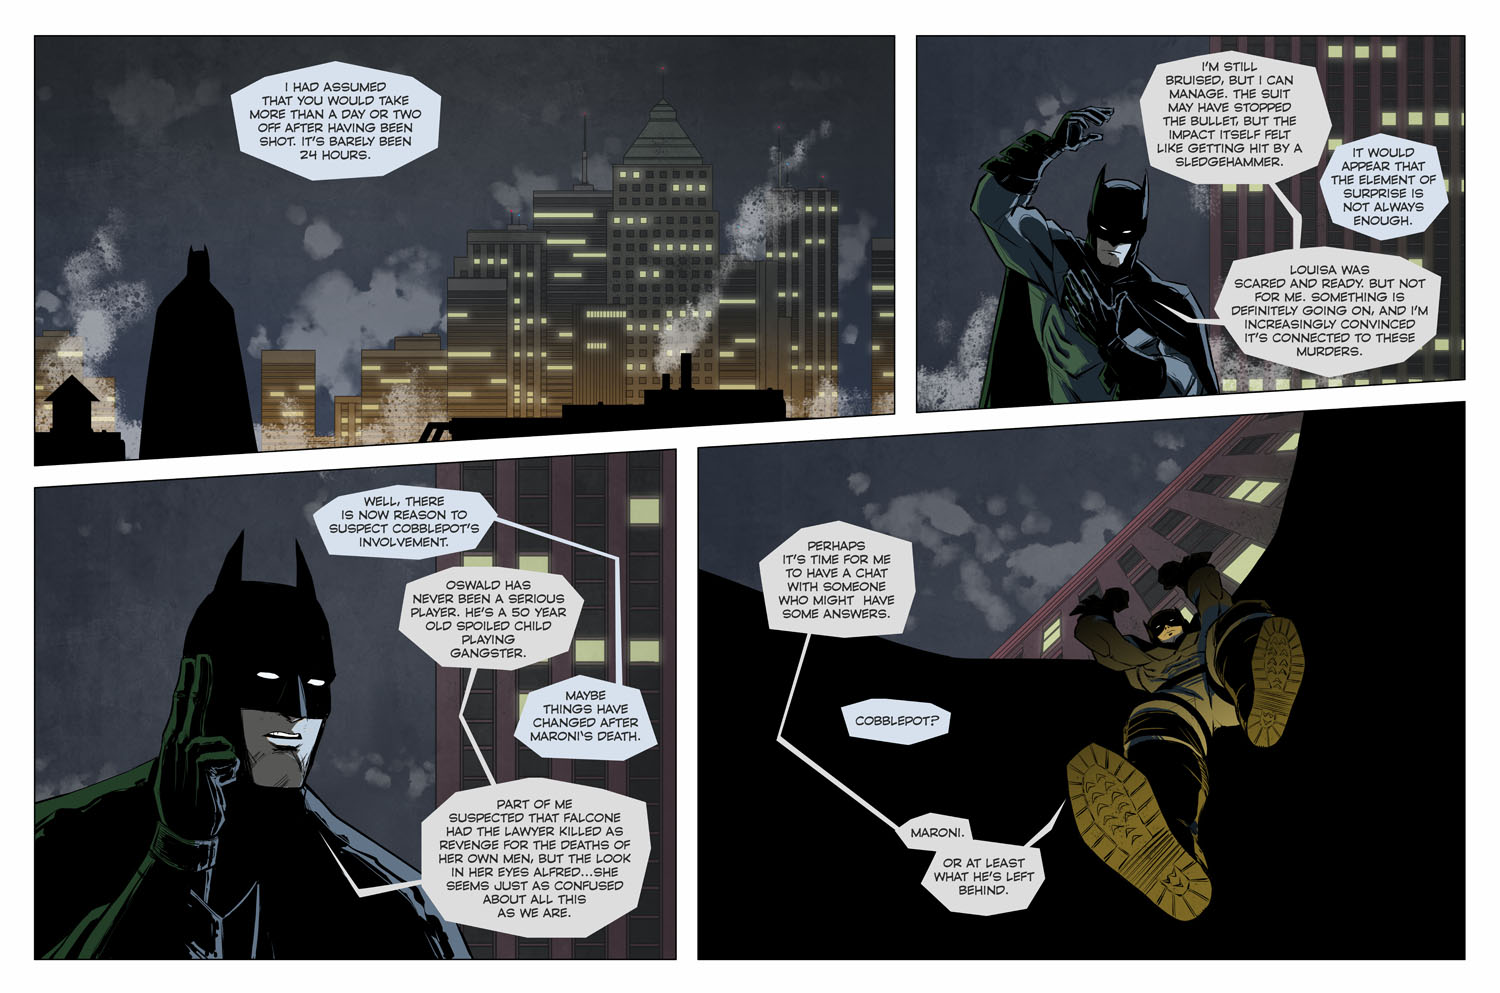 I HAD ASSUMED
THAT YOU WOULD TAKE
MORE THAN A DAY OR TWO
OFF AFTER HAVING BEEN
SHOT. IT'S BARELY BEEN
24 HOURS.
I'M STILL
BRUISED, BUT I CAN
MANAGE. THE SUIT
MAY HAVE STOPPED
THE BULLET, BUT THE
IMPACT ITSELF FELT
LIKE GETTING HIT BY A
SLEDGEHAMMER.
IT WOULD
APPEAR THAT
THE ELEMENT OF
SURPRISE IS
NOT ALWAYS
ENOUGH.
LOUISA WAS
SCARED AND READY. BUT NOT
FOR ME. SOMETHING IS
DEFINITELY GOING ON, AND I'M
INCREASINGLY CONVINCED
IT'S CONNECTED TO THESE
MURDERS.
WELL, THERE
IS NOW REASON TO
SUSPECT COBBLEPOT'S
INVOLVEMENT.
OSWALD HAS
NEVER BEEN A SERIOUS
PLAYER. HE'S A 50 YEAR
OLD SPOILED CHILD
PLAYING
GANGSTER.
MAYBE
THINGS HAVE
CHANGED AFTER
MARONI'S DEATH.
PART OF ME
SUSPECTED THAT FALCONE
HAD THE LAWYER KILLED AS
REVENGE FOR THE DEATHS OF
HER OWN MEN, BUT THE LOOK
IN HER EYES ALFRED...SHE
SEEMS JUST AS CONFUSED
ABOUT ALL THIS
AS WE ARE.
PERHAPS
IT'S TIME FOR ME
TO HAVE A CHAT
WITH SOMEONE
WHO MIGHT HAVE
SOME ANSWERS.
COBBLEPOT?
MARONI.
OR AT LEAST
WHAT HE'S LEFT
BEHIND.